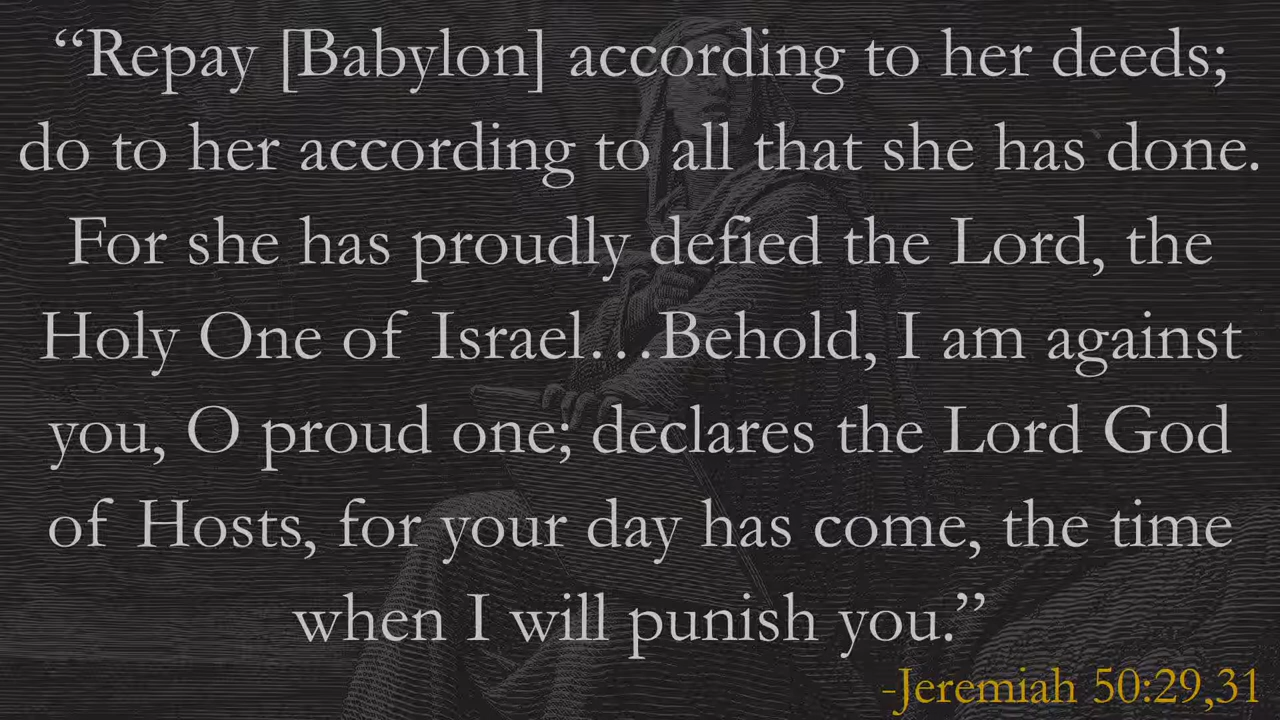 “Repay [Babylon] according to her deeds;
do to her according to all that she has done.
For she has proudly defied the Lord, the
Holy One of Israel…Behold, I am against
you, O proud one; declares the Lord God
of Hosts, for your day has come, the time
when I will punish you.”
-Jeremiah 50:29,31